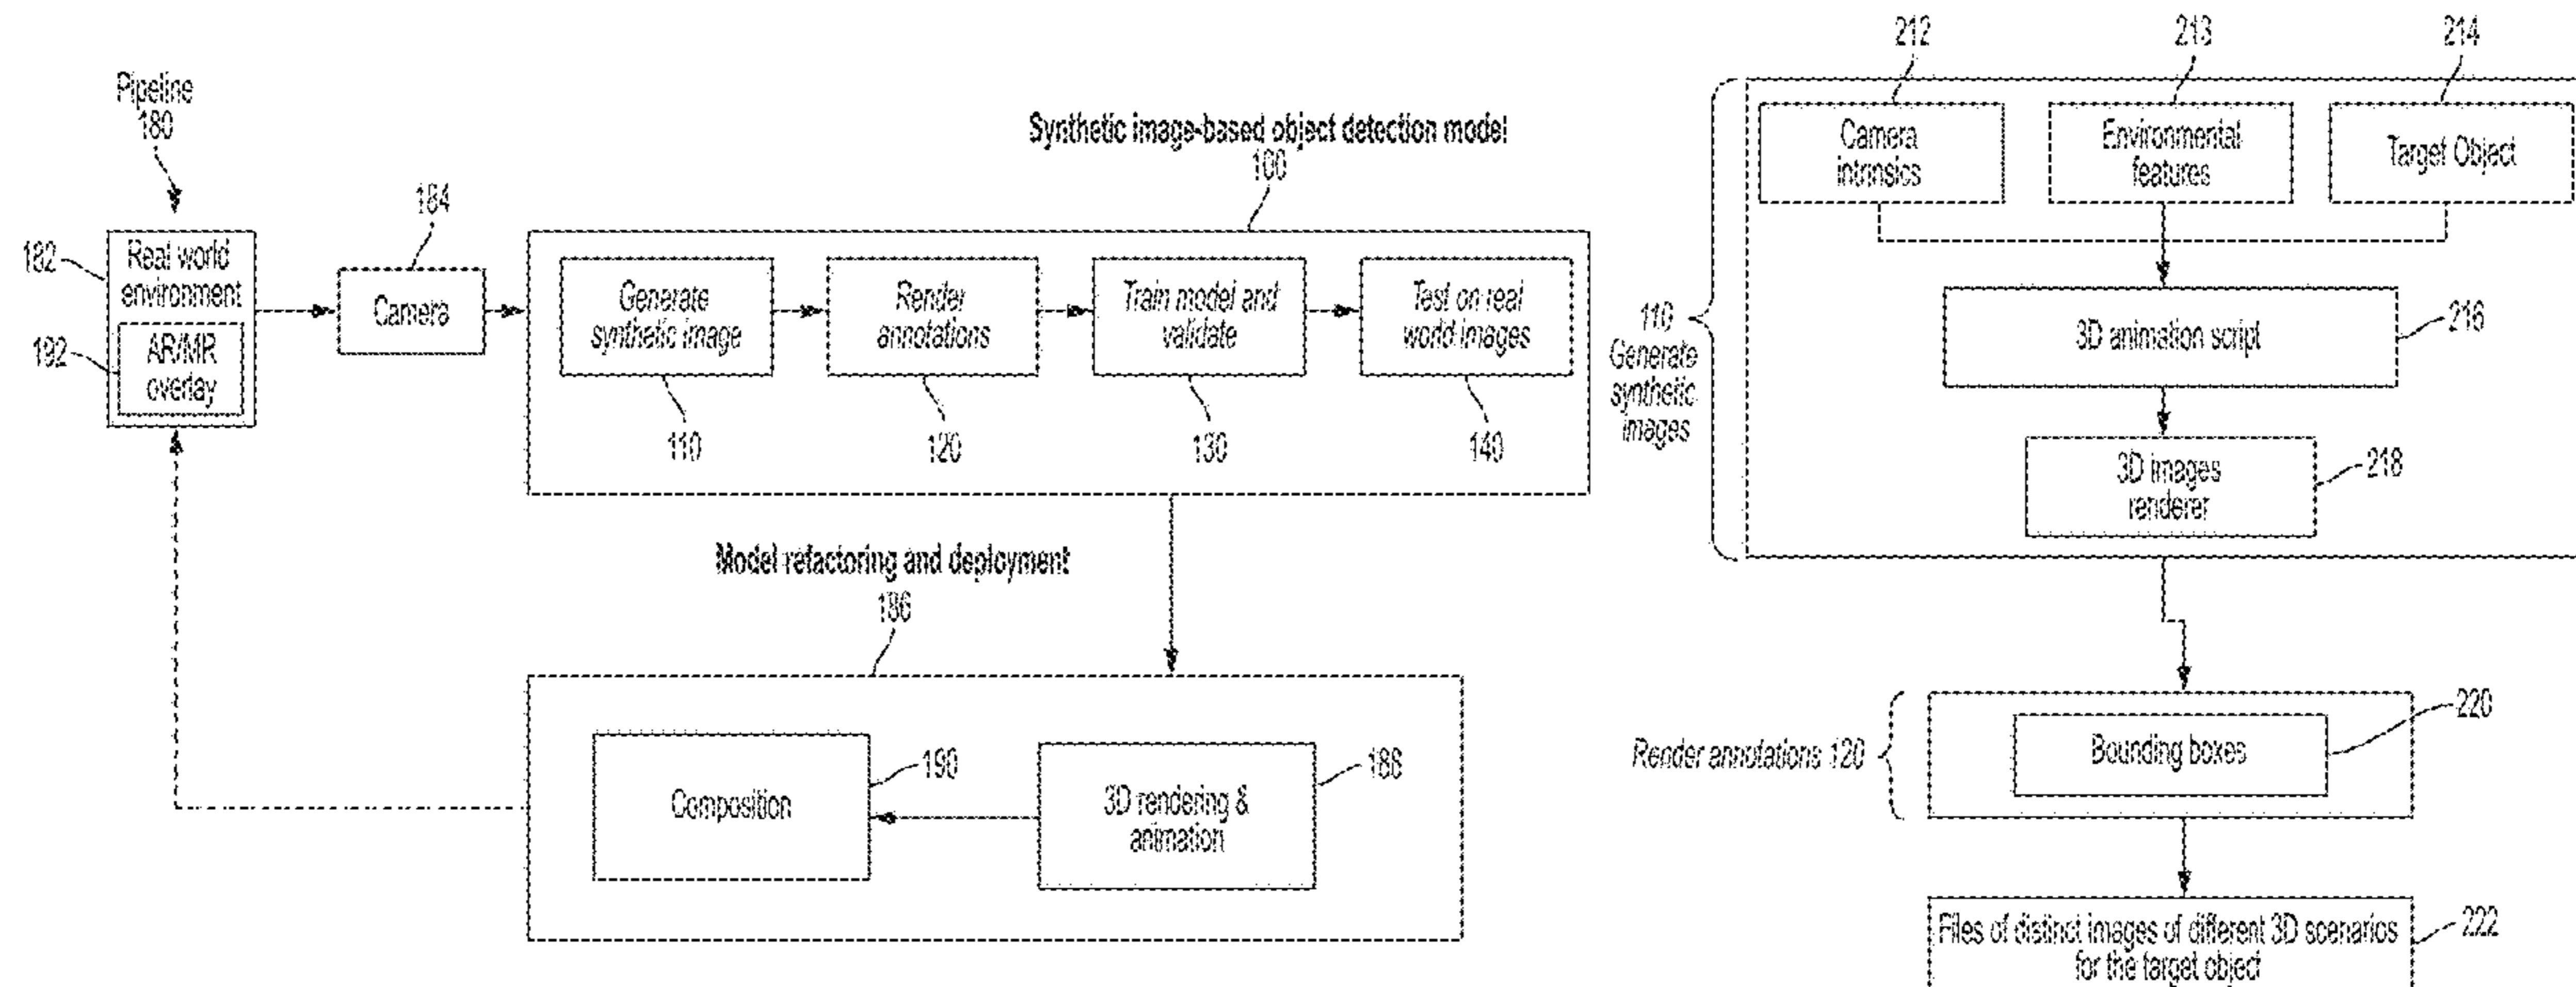 Pipeline
180
182
Real world
environment
192
AR/MR
overlay
184
Camera
Synthetic image-based object detection model
100
Generate
synthetic image
110
Render
annotations
120
Train model and
validate
130
Test on real
world images
140
Model refactoring and deployment
186
Composition
190
3D rendering &
animation
188
110
Generate
synthetic
images
212
Camera
intrinsics
213
Environmental
features
214
Target Object
3D animation script
216
3D images
renderer
218
Render annotations 120
Bounding boxes
220
Files of distinct images of different 3D scenarios
for the target object
222